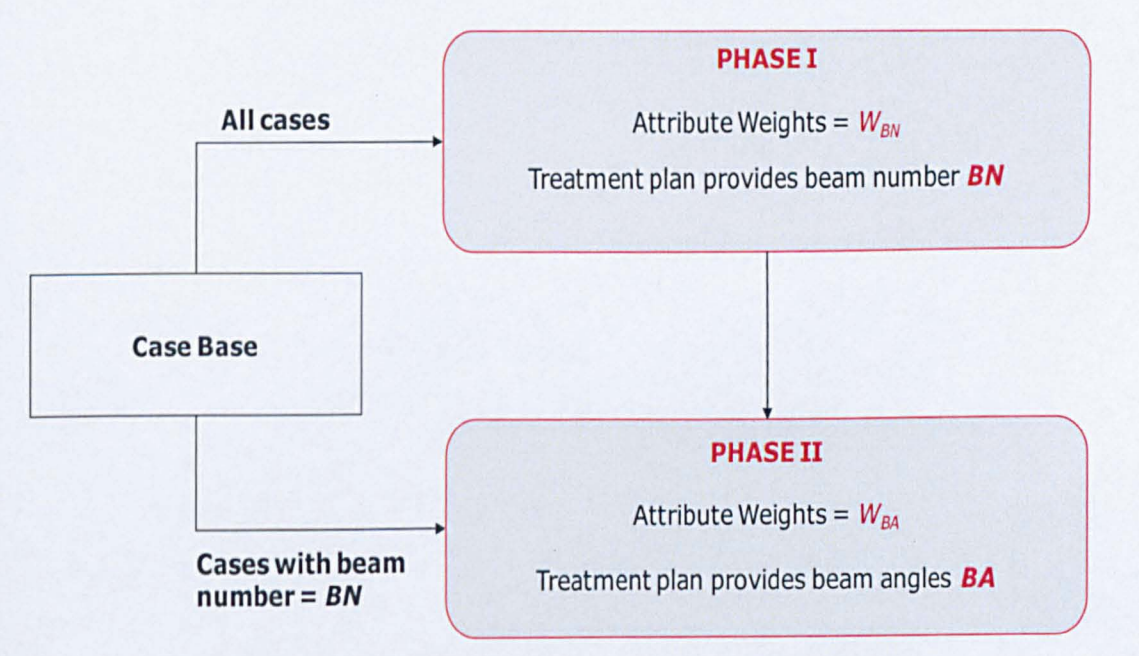 PHASE I
All cases
Attribute Weights = W_BN
Treatment plan provides beam number BN
Case Base
PHASE II
Attribute Weights = W_BA
Cases with beam
number = BN
Treatment plan provides beam angles BA